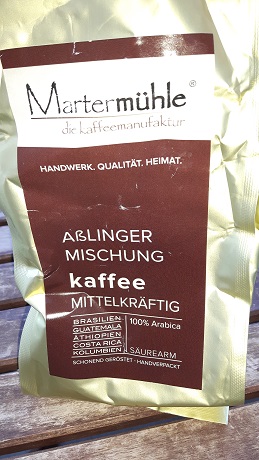 Martermühle®
die kaffeemanufaktur
HANDWERK. QUALITÄT. HEIMAT.
AßLINGER
MISCHUNG
kaffee
MITTELKRÄFTIG
BRASILIEN
GUATEMALA
ÄTHIOPIEN
COSTA RICA
KOLUMBIEN
100% Arabica
SÄUREARM
SCHONEND GERÖSTET · HANDVERPACKT